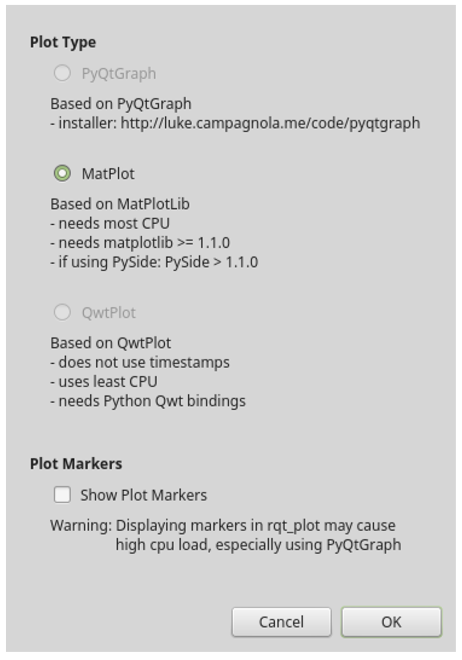 Plot Type
PyQtGraph
Based on PyQtGraph
- installer: http://luke.campagnola.me/code/pyqtgraph
MatPlot
Based on MatPlotLib
- needs most CPU
- needs matplotlib >= 1.1.0
- if using PySide: PySide > 1.1.0
QwtPlot
Based on QwtPlot
- does not use timestamps
- uses least CPU
- needs Python Qwt bindings
Plot Markers
Show Plot Markers
Warning: Displaying markers in rqt_plot may cause
high cpu load, especially using PyQtGraph
Cancel OK